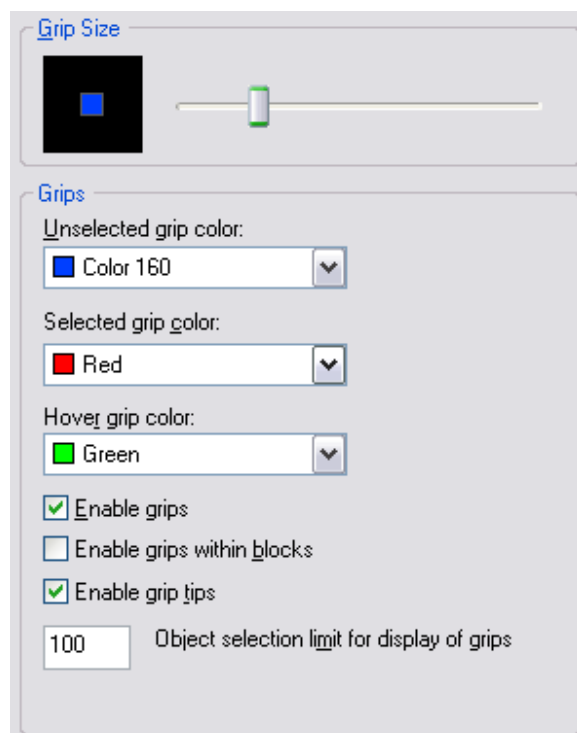 Grip Size
Grips
Unselected grip color:
Color 160
Selected grip color:
Red
Hover grip color:
Green
Enable grips
Enable grips within blocks
Enable grip tips
100 Object selection limit for display of grips